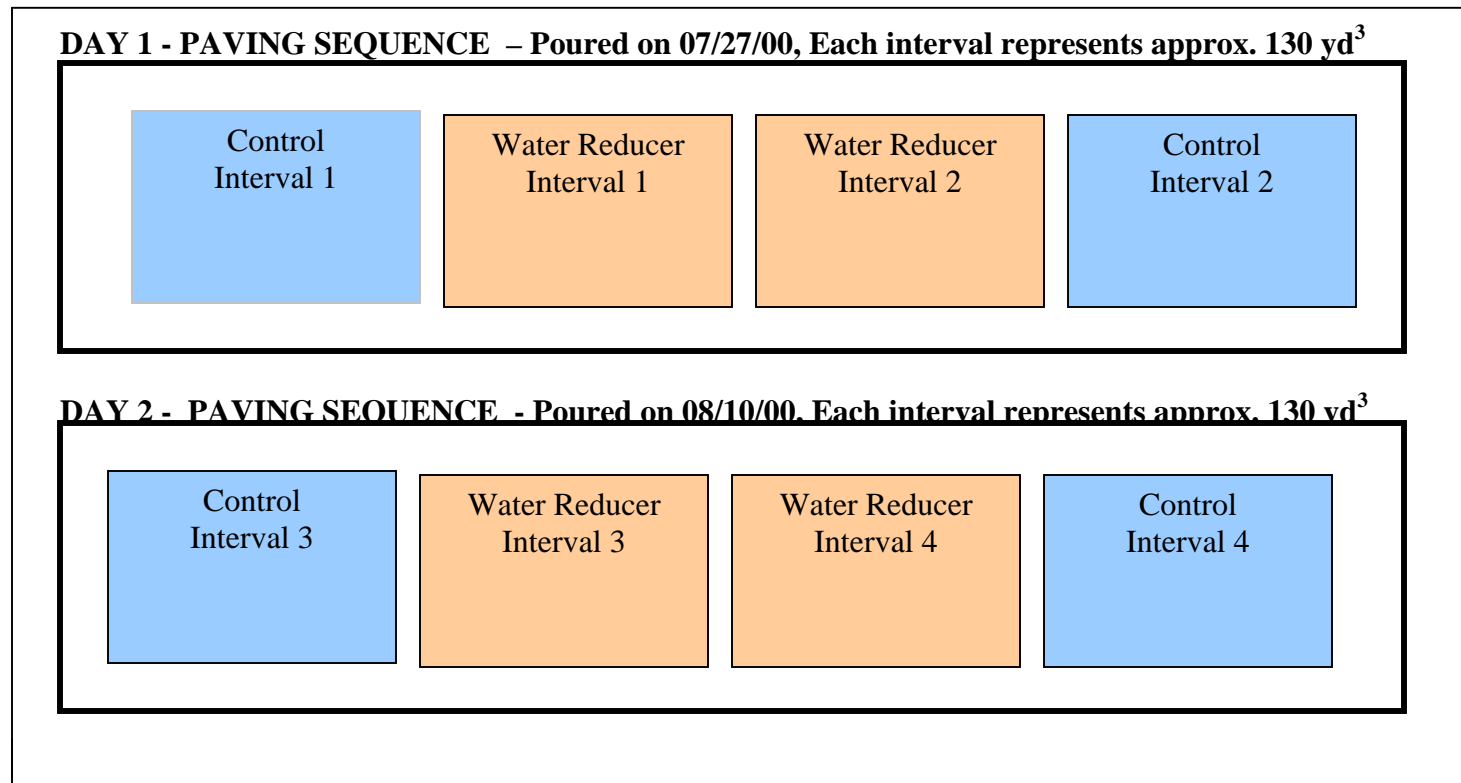 DAY 1 - PAVING SEQUENCE – Poured on 07/27/00, Each interval represents approx. 130 yd³
Control
Interval 1
Water Reducer
Interval 1
Water Reducer
Interval 2
Control
Interval 2
DAY 2 - PAVING SEQUENCE - Poured on 08/10/00, Each interval represents approx. 130 yd³
Control
Interval 3
Water Reducer
Interval 3
Water Reducer
Interval 4
Control
Interval 4